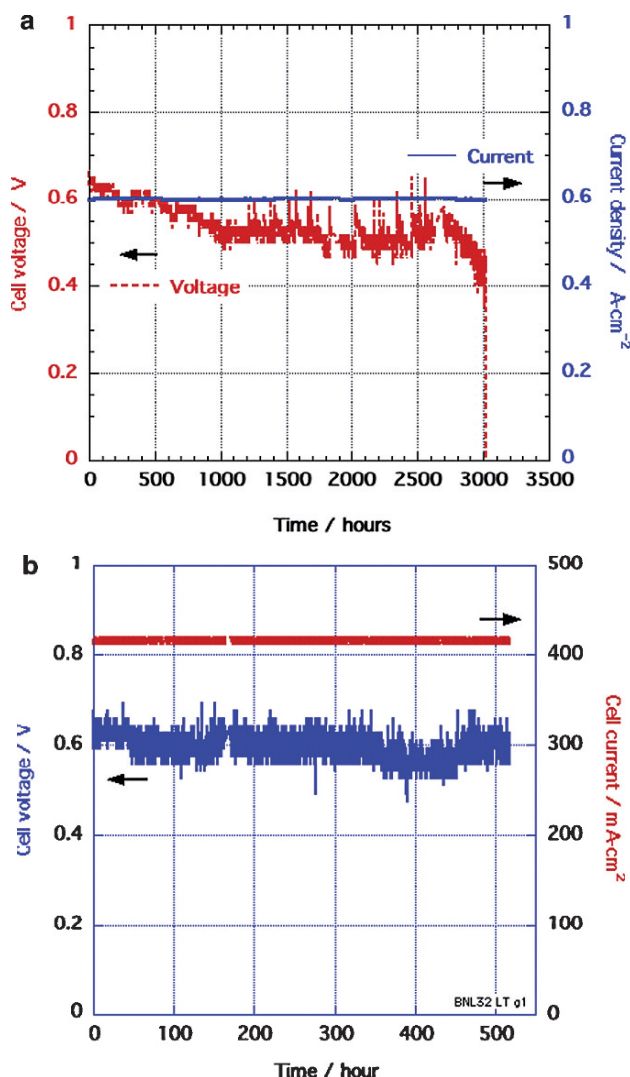 a
1
1
0.8
0.8
Current
0.6
0.6
Cell voltage / V
Current density / A-cm⁻²
Voltage
0.4
0.4
0.2
0.2
0
0
0 500 1000 1500 2000 2500 3000 3500
Time / hours
b
1
500
0.8
400
Cell voltage / V
Cell current / mA-cm²
0.6
300
0.4
200
0.2
100
BNL32 LT g1
0
0
0 100 200 300 400 500
Time / hour